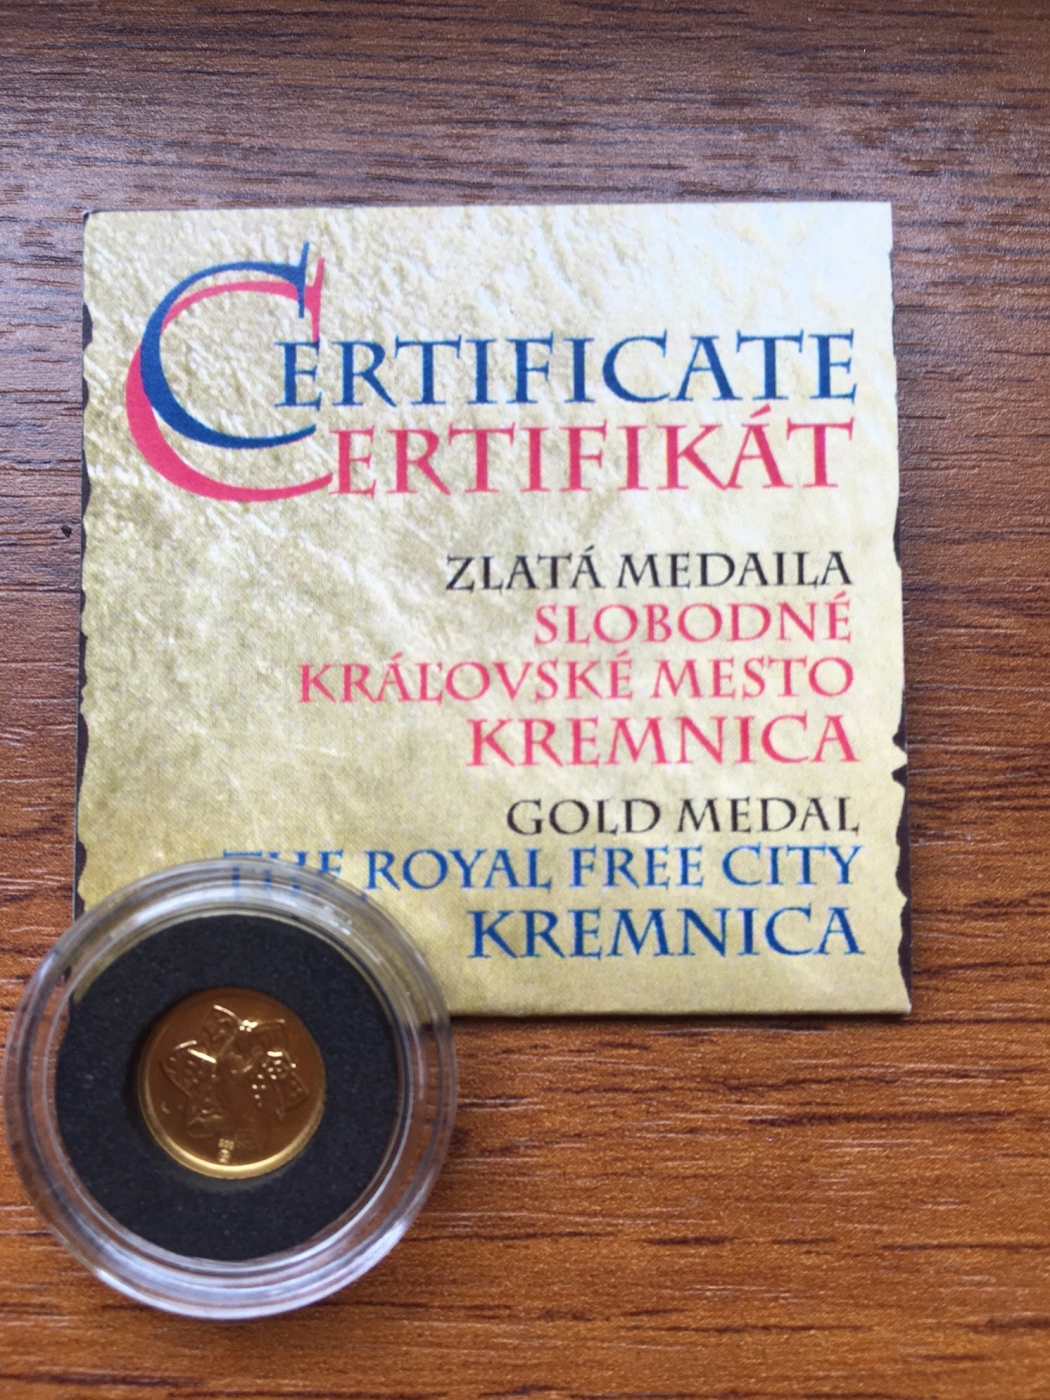 CERTIFICATE
CERTIFIKÁT
ZLATÁ MEDAILA
SLOBODNÉ
KRÁĽOVSKÉ MESTO
KREMNICA
GOLD MEDAL
THE ROYAL FREE CITY
KREMNICA